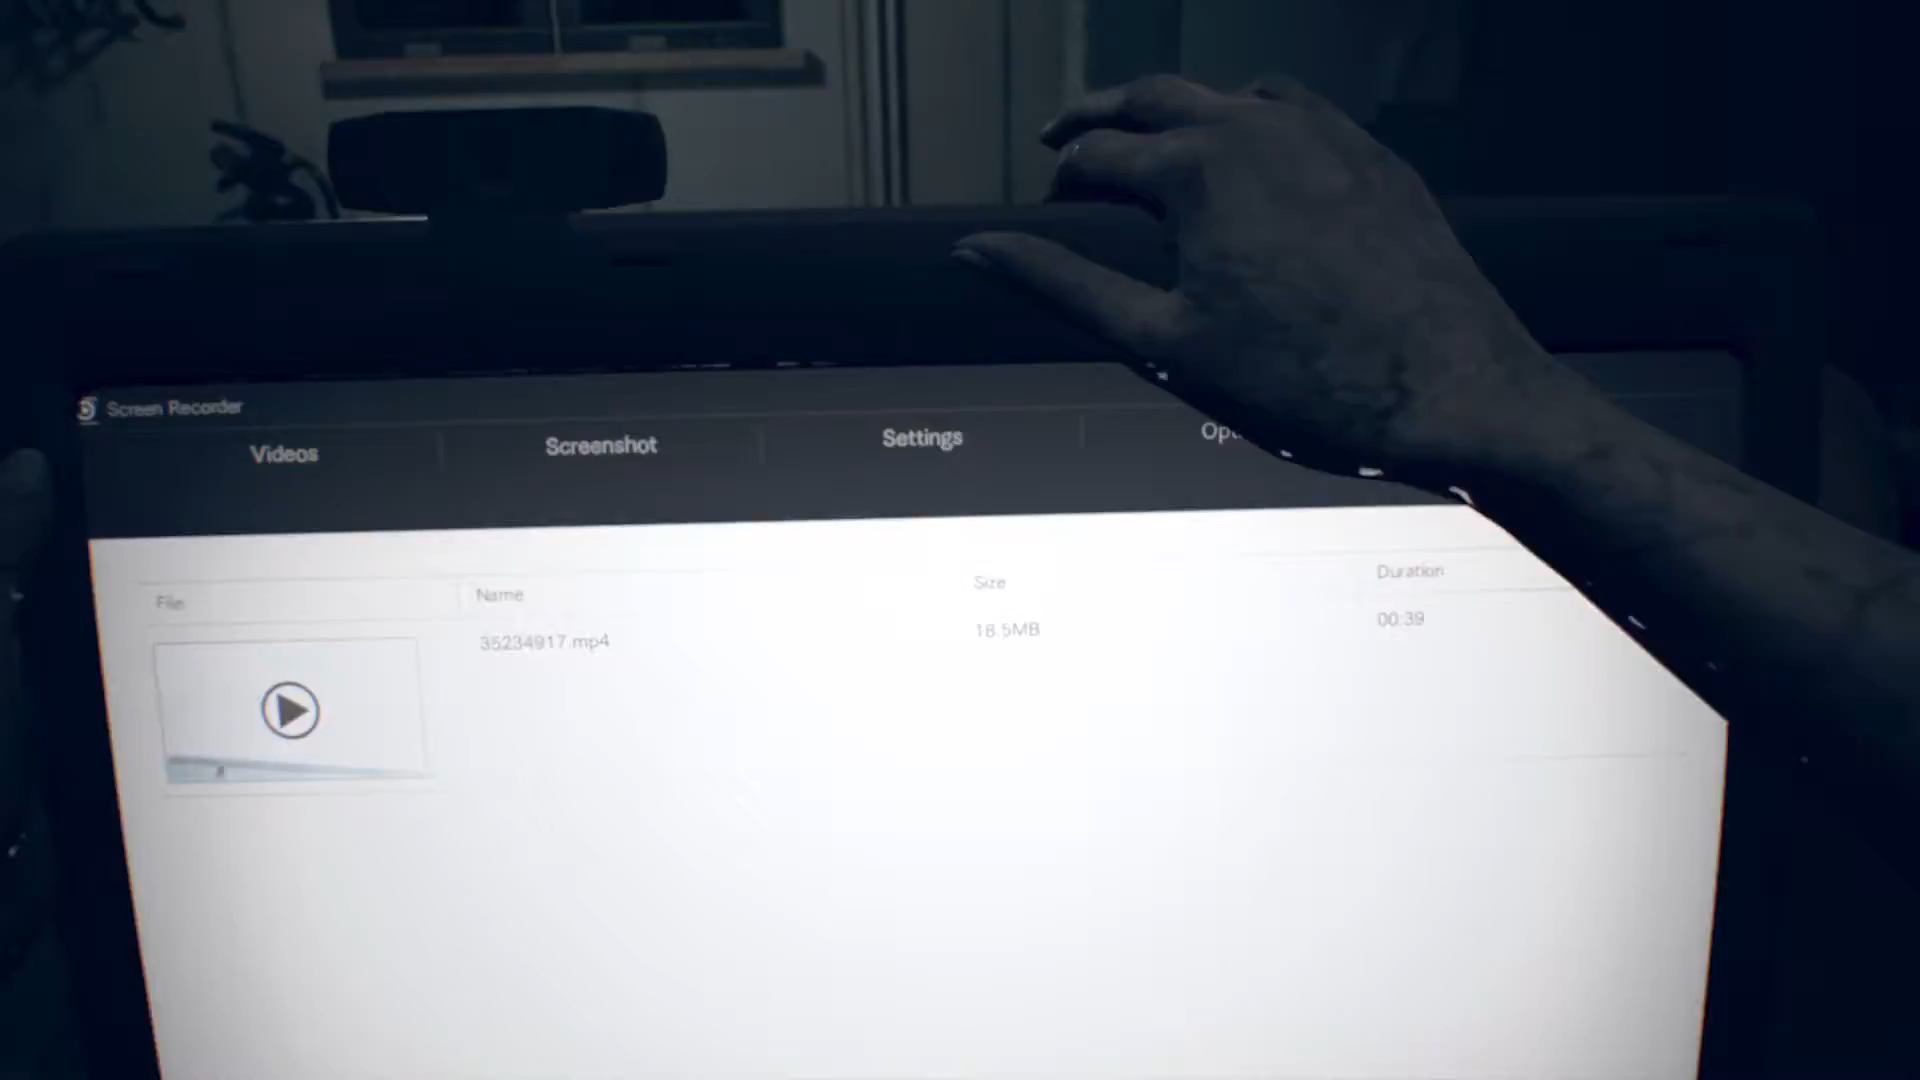 Screen Recorder
Videos Screenshot Settings
File Name Size Duration
35234917.mp4 18.5MB 00:39